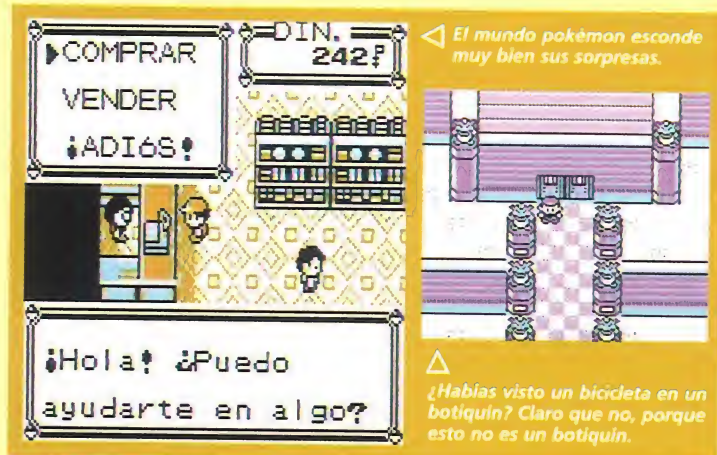 COMPRAR
VENDER
¡ADIóS!
DIN.
242₽
¡Hola! ¿Puedo
ayudarte en algo?
El mundo pokémon esconde
muy bien sus sorpresas.
¿Habías visto un bicicleta en un
botiquín? Claro que no, porque
esto no es un botiquín.